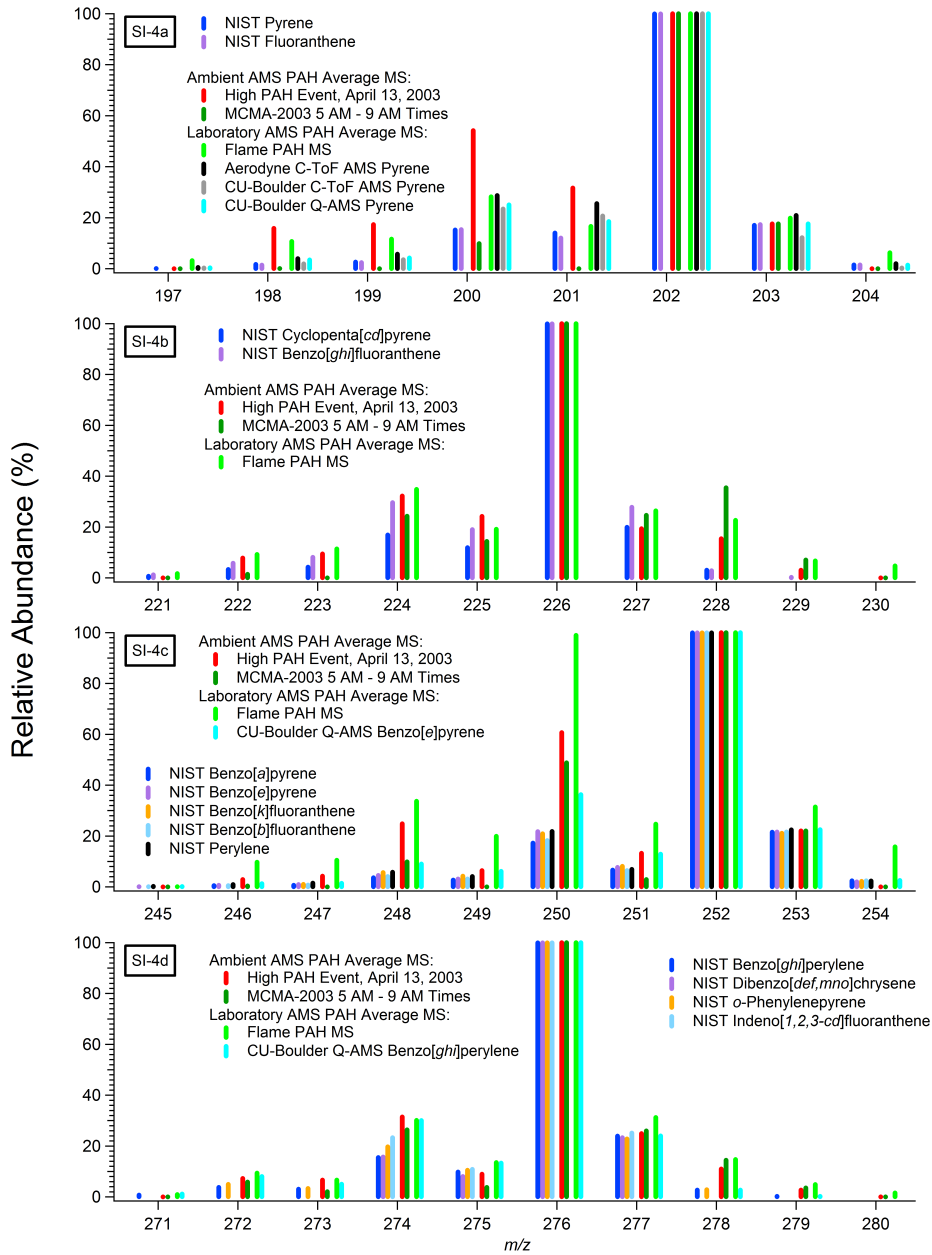 SI-4a
NIST Pyrene
NIST Fluoranthene
Ambient AMS PAH Average MS:
High PAH Event, April 13, 2003
MCMA-2003 5 AM - 9 AM Times
Laboratory AMS PAH Average MS:
Flame PAH MS
Aerodyne C-ToF AMS Pyrene
CU-Boulder C-ToF AMS Pyrene
CU-Boulder Q-AMS Pyrene
100
80
60
40
20
0
197 198 199 200 201 202 203 204
SI-4b
NIST Cyclopenta[cd]pyrene
NIST Benzo[ghi]fluoranthene
Ambient AMS PAH Average MS:
High PAH Event, April 13, 2003
MCMA-2003 5 AM - 9 AM Times
Laboratory AMS PAH Average MS:
Flame PAH MS
100
80
60
40
20
0
221 222 223 224 225 226 227 228 229 230
Relative Abundance (%)
SI-4c
Ambient AMS PAH Average MS:
High PAH Event, April 13, 2003
MCMA-2003 5 AM - 9 AM Times
Laboratory AMS PAH Average MS:
Flame PAH MS
CU-Boulder Q-AMS Benzo[e]pyrene
NIST Benzo[a]pyrene
NIST Benzo[e]pyrene
NIST Benzo[k]fluoranthene
NIST Benzo[b]fluoranthene
NIST Perylene
100
80
60
40
20
0
245 246 247 248 249 250 251 252 253 254
SI-4d
Ambient AMS PAH Average MS:
High PAH Event, April 13, 2003
MCMA-2003 5 AM - 9 AM Times
Laboratory AMS PAH Average MS:
Flame PAH MS
CU-Boulder Q-AMS Benzo[ghi]perylene
NIST Benzo[ghi]perylene
NIST Dibenzo[def,mno]chrysene
NIST o-Phenylenepyrene
NIST Indeno[1,2,3-cd]fluoranthene
100
80
60
40
20
0
271 272 273 274 275 276 277 278 279 280
m/z